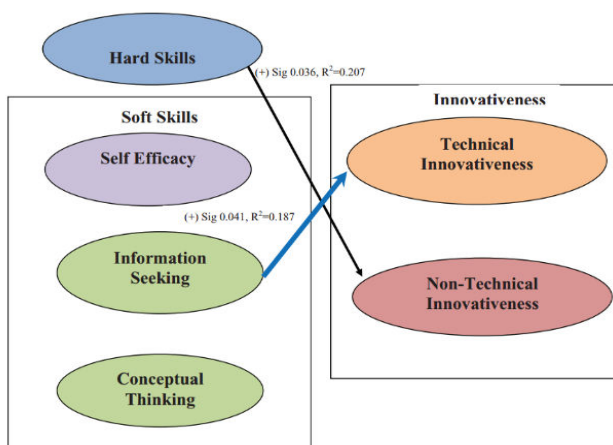 Hard Skills
(+) Sig 0.036, R²=0.207
Soft Skills
Self Efficacy
(+) Sig 0.041, R²=0.187
Information
Seeking
Conceptual
Thinking
Innovativeness
Technical
Innovativeness
Non-Technical
Innovativeness